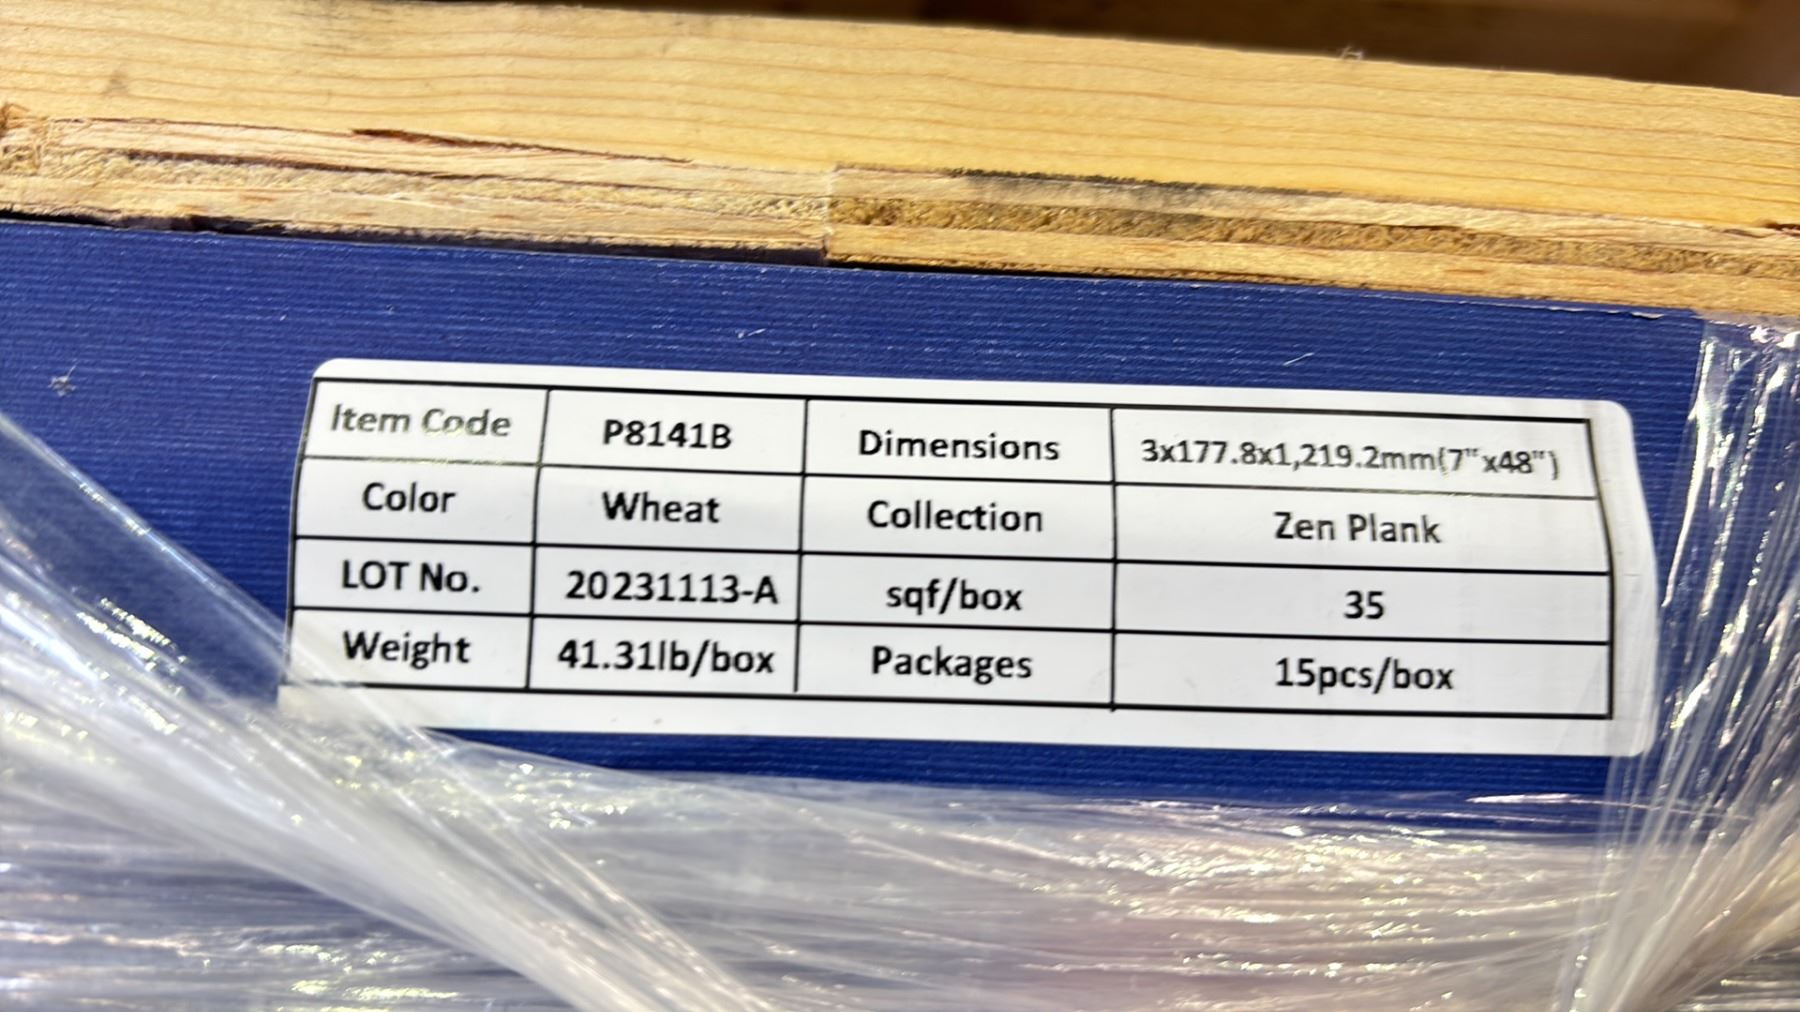 Item Code P8141B Dimensions 3x177.8x1,219.2mm(7"x48")
Color Wheat Collection Zen Plank
LOT No. 20231113-A sqf/box 35
Weight 41.31lb/box Packages 15pcs/box